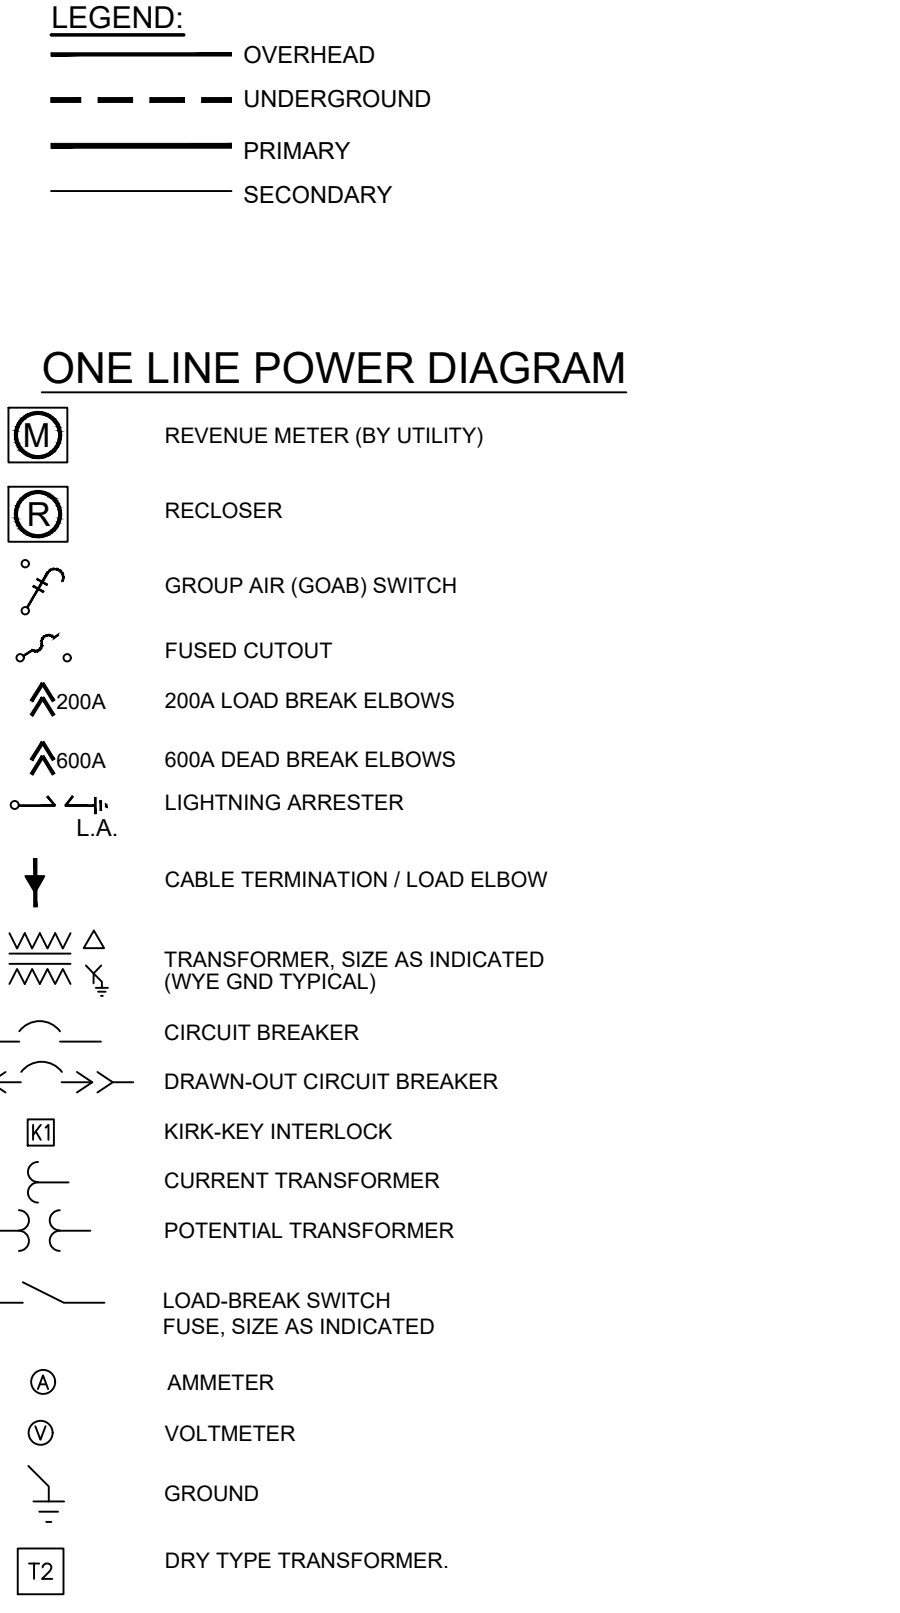 LEGEND:
OVERHEAD
UNDERGROUND
PRIMARY
SECONDARY
ONE LINE POWER DIAGRAM
M REVENUE METER (BY UTILITY)
R RECLOSER
GROUP AIR (GOAB) SWITCH
FUSED CUTOUT
200A 200A LOAD BREAK ELBOWS
600A 600A DEAD BREAK ELBOWS
LIGHTNING ARRESTER
L.A.
CABLE TERMINATION / LOAD ELBOW
TRANSFORMER, SIZE AS INDICATED
(WYE GND TYPICAL)
CIRCUIT BREAKER
DRAWN-OUT CIRCUIT BREAKER
K1 KIRK-KEY INTERLOCK
CURRENT TRANSFORMER
POTENTIAL TRANSFORMER
LOAD-BREAK SWITCH
FUSE, SIZE AS INDICATED
A AMMETER
V VOLTMETER
GROUND
T2 DRY TYPE TRANSFORMER.